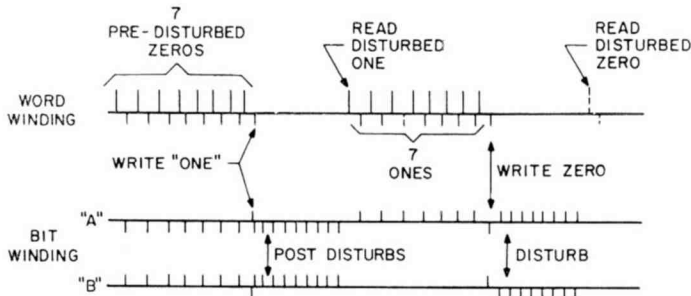 7
PRE-DISTURBED
ZEROS
READ
DISTURBED
ONE
READ
DISTURBED
ZERO
WORD
WINDING
WRITE "ONE"
7
ONES
WRITE ZERO
"A"
BIT
WINDING
POST DISTURBS
DISTURB
"B"